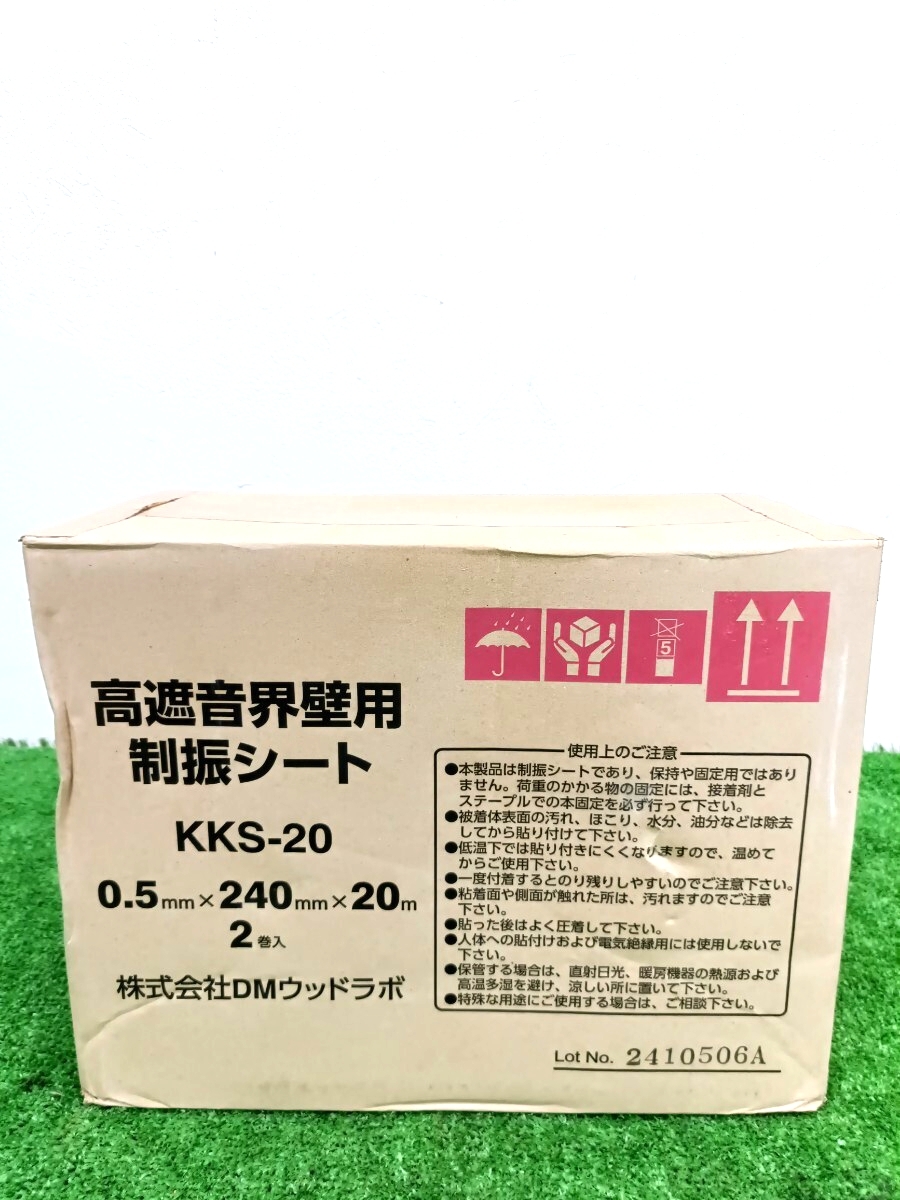 5
高遮音界壁用
制振シート
KKS-20
0.5mm×240mm×20m
2巻入
株式会社DMウッドラボ
使用上のご注意
●本製品は制振シートであり、保持や固定用ではあり
ません。荷重のかかる物の固定には、接着剤と
ステープルでの本固定を必ず行って下さい。
●被着体表面の汚れ、ほこり、水分、油分などは除去
してから貼り付けて下さい。
●低温下では貼り付きにくくなりますので、温めて
からご使用下さい。
●一度付着するとのり残りしやすいのでご注意下さい。
●粘着面や側面が触れた所は、汚れますのでご注意
下さい。
●貼った後はよく圧着して下さい。
●人体への貼付けおよび電気絶縁用には使用しないで
下さい。
●保管する場合は、直射日光、暖房機器の熱源および
高温多湿を避け、涼しい所に置いて下さい。
●特殊な用途にご使用する場合は、ご相談下さい。
Lot No. 2410506A